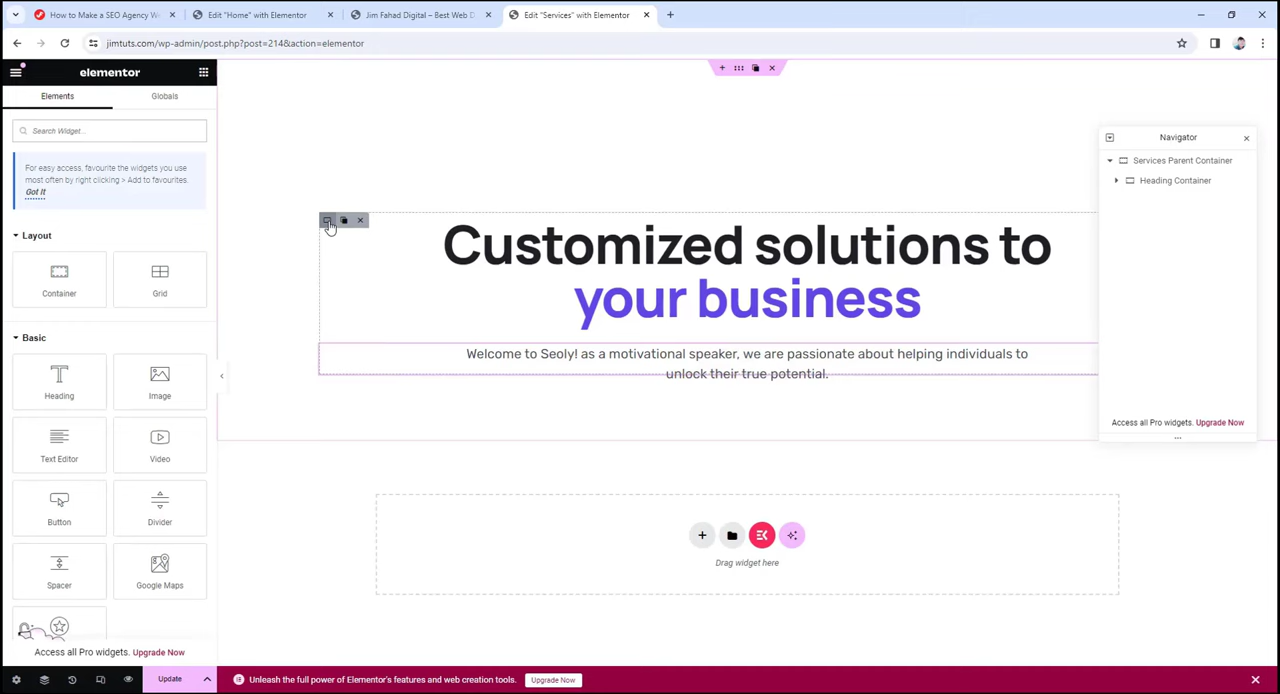 How to Make a SEO Agency W
Edit "Home" with Elementor
Jim Fahad Digital – Best Web D
Edit "Services" with Elementor
jimtuts.com/wp-admin/post.php?post=214&action=elementor
elementor
Elements
Globals
Search Widget...
For easy access, favourite the widgets you use
most often by right clicking > Add to favourites.
Got It
Layout
Container
Grid
Basic
Heading
Image
Text Editor
Video
Button
Divider
Spacer
Google Maps
Access all Pro widgets. Upgrade Now
Update
Customized solutions to
your business
Welcome to Seoly! as a motivational speaker, we are passionate about helping individuals to
unlock their true potential.
Drag widget here
Navigator
Services Parent Container
Heading Container
Access all Pro widgets. Upgrade Now
Unleash the full power of Elementor's features and web creation tools.
Upgrade Now